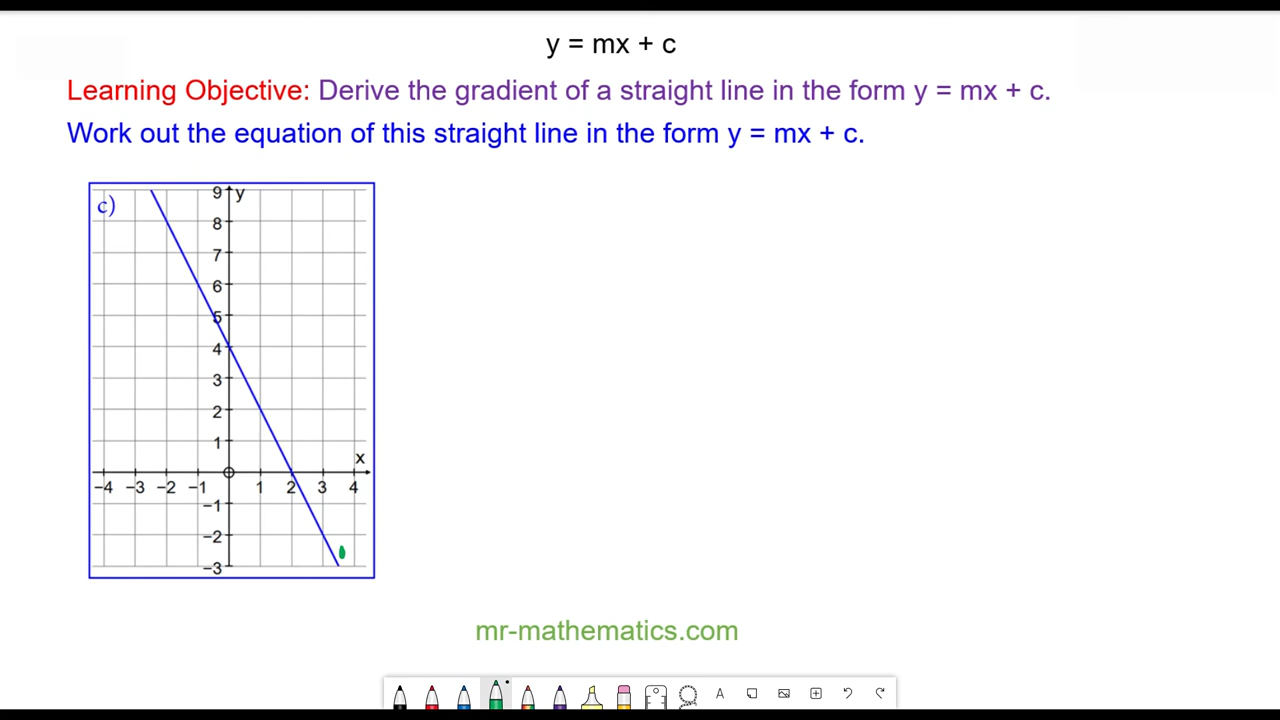 y = mx + c
Learning Objective: Derive the gradient of a straight line in the form y = mx + c.
Work out the equation of this straight line in the form y = mx + c.
c)
9 y
8
7
6
5
4
3
2
1
x
−4 −3 −2 −1 1 2 3 4
−1
−2
−3
mr-mathematics.com
A